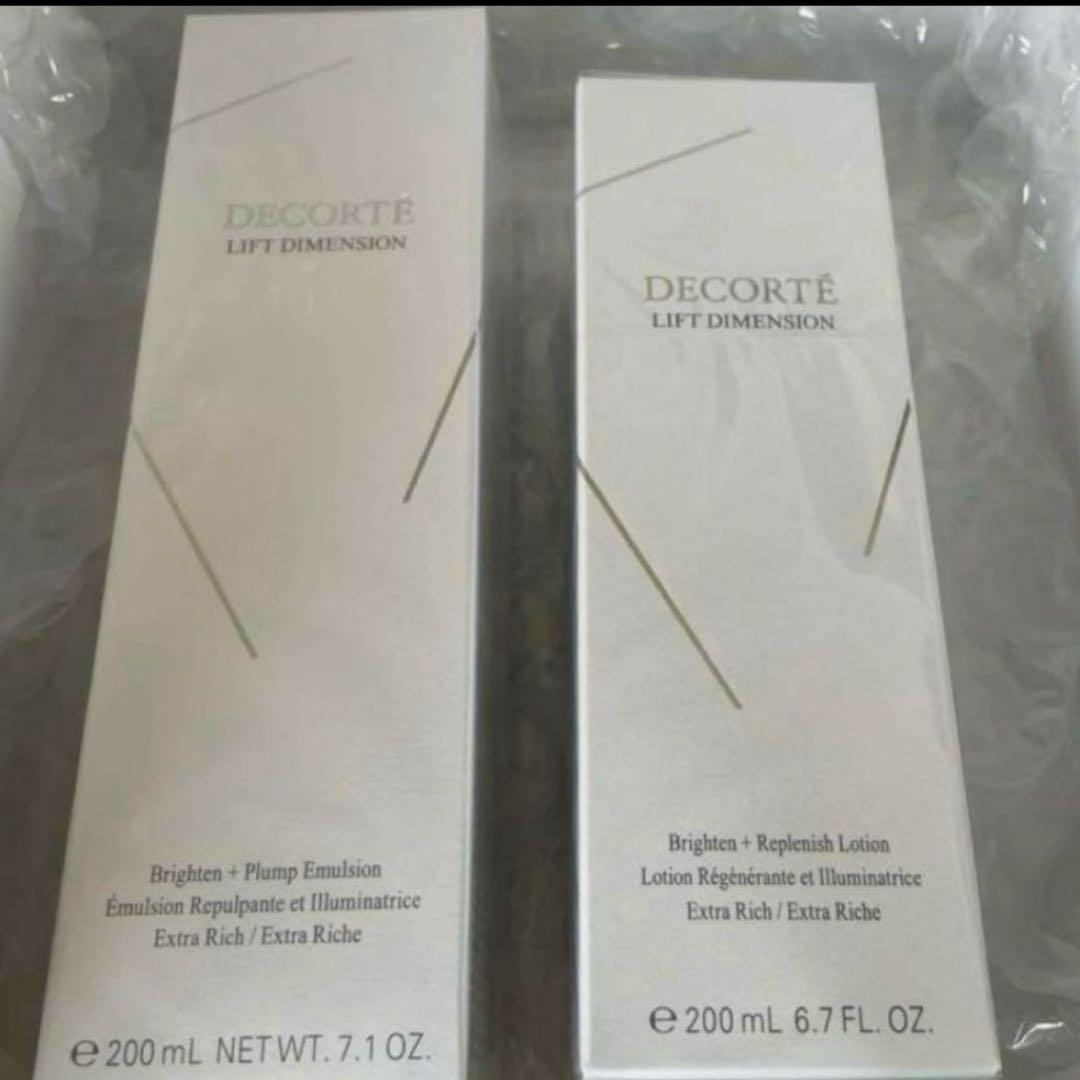 DECORTÉ
LIFT DIMENSION
Brighten + Plump Emulsion
Émulsion Repulpante et Illuminatrice
Extra Rich / Extra Riche
e 200 mL NET WT. 7.1 OZ.
DECORTÉ
LIFT DIMENSION
Brighten + Replenish Lotion
Lotion Régénérante et Illuminatrice
Extra Rich / Extra Riche
e 200 mL 6.7 FL. OZ.